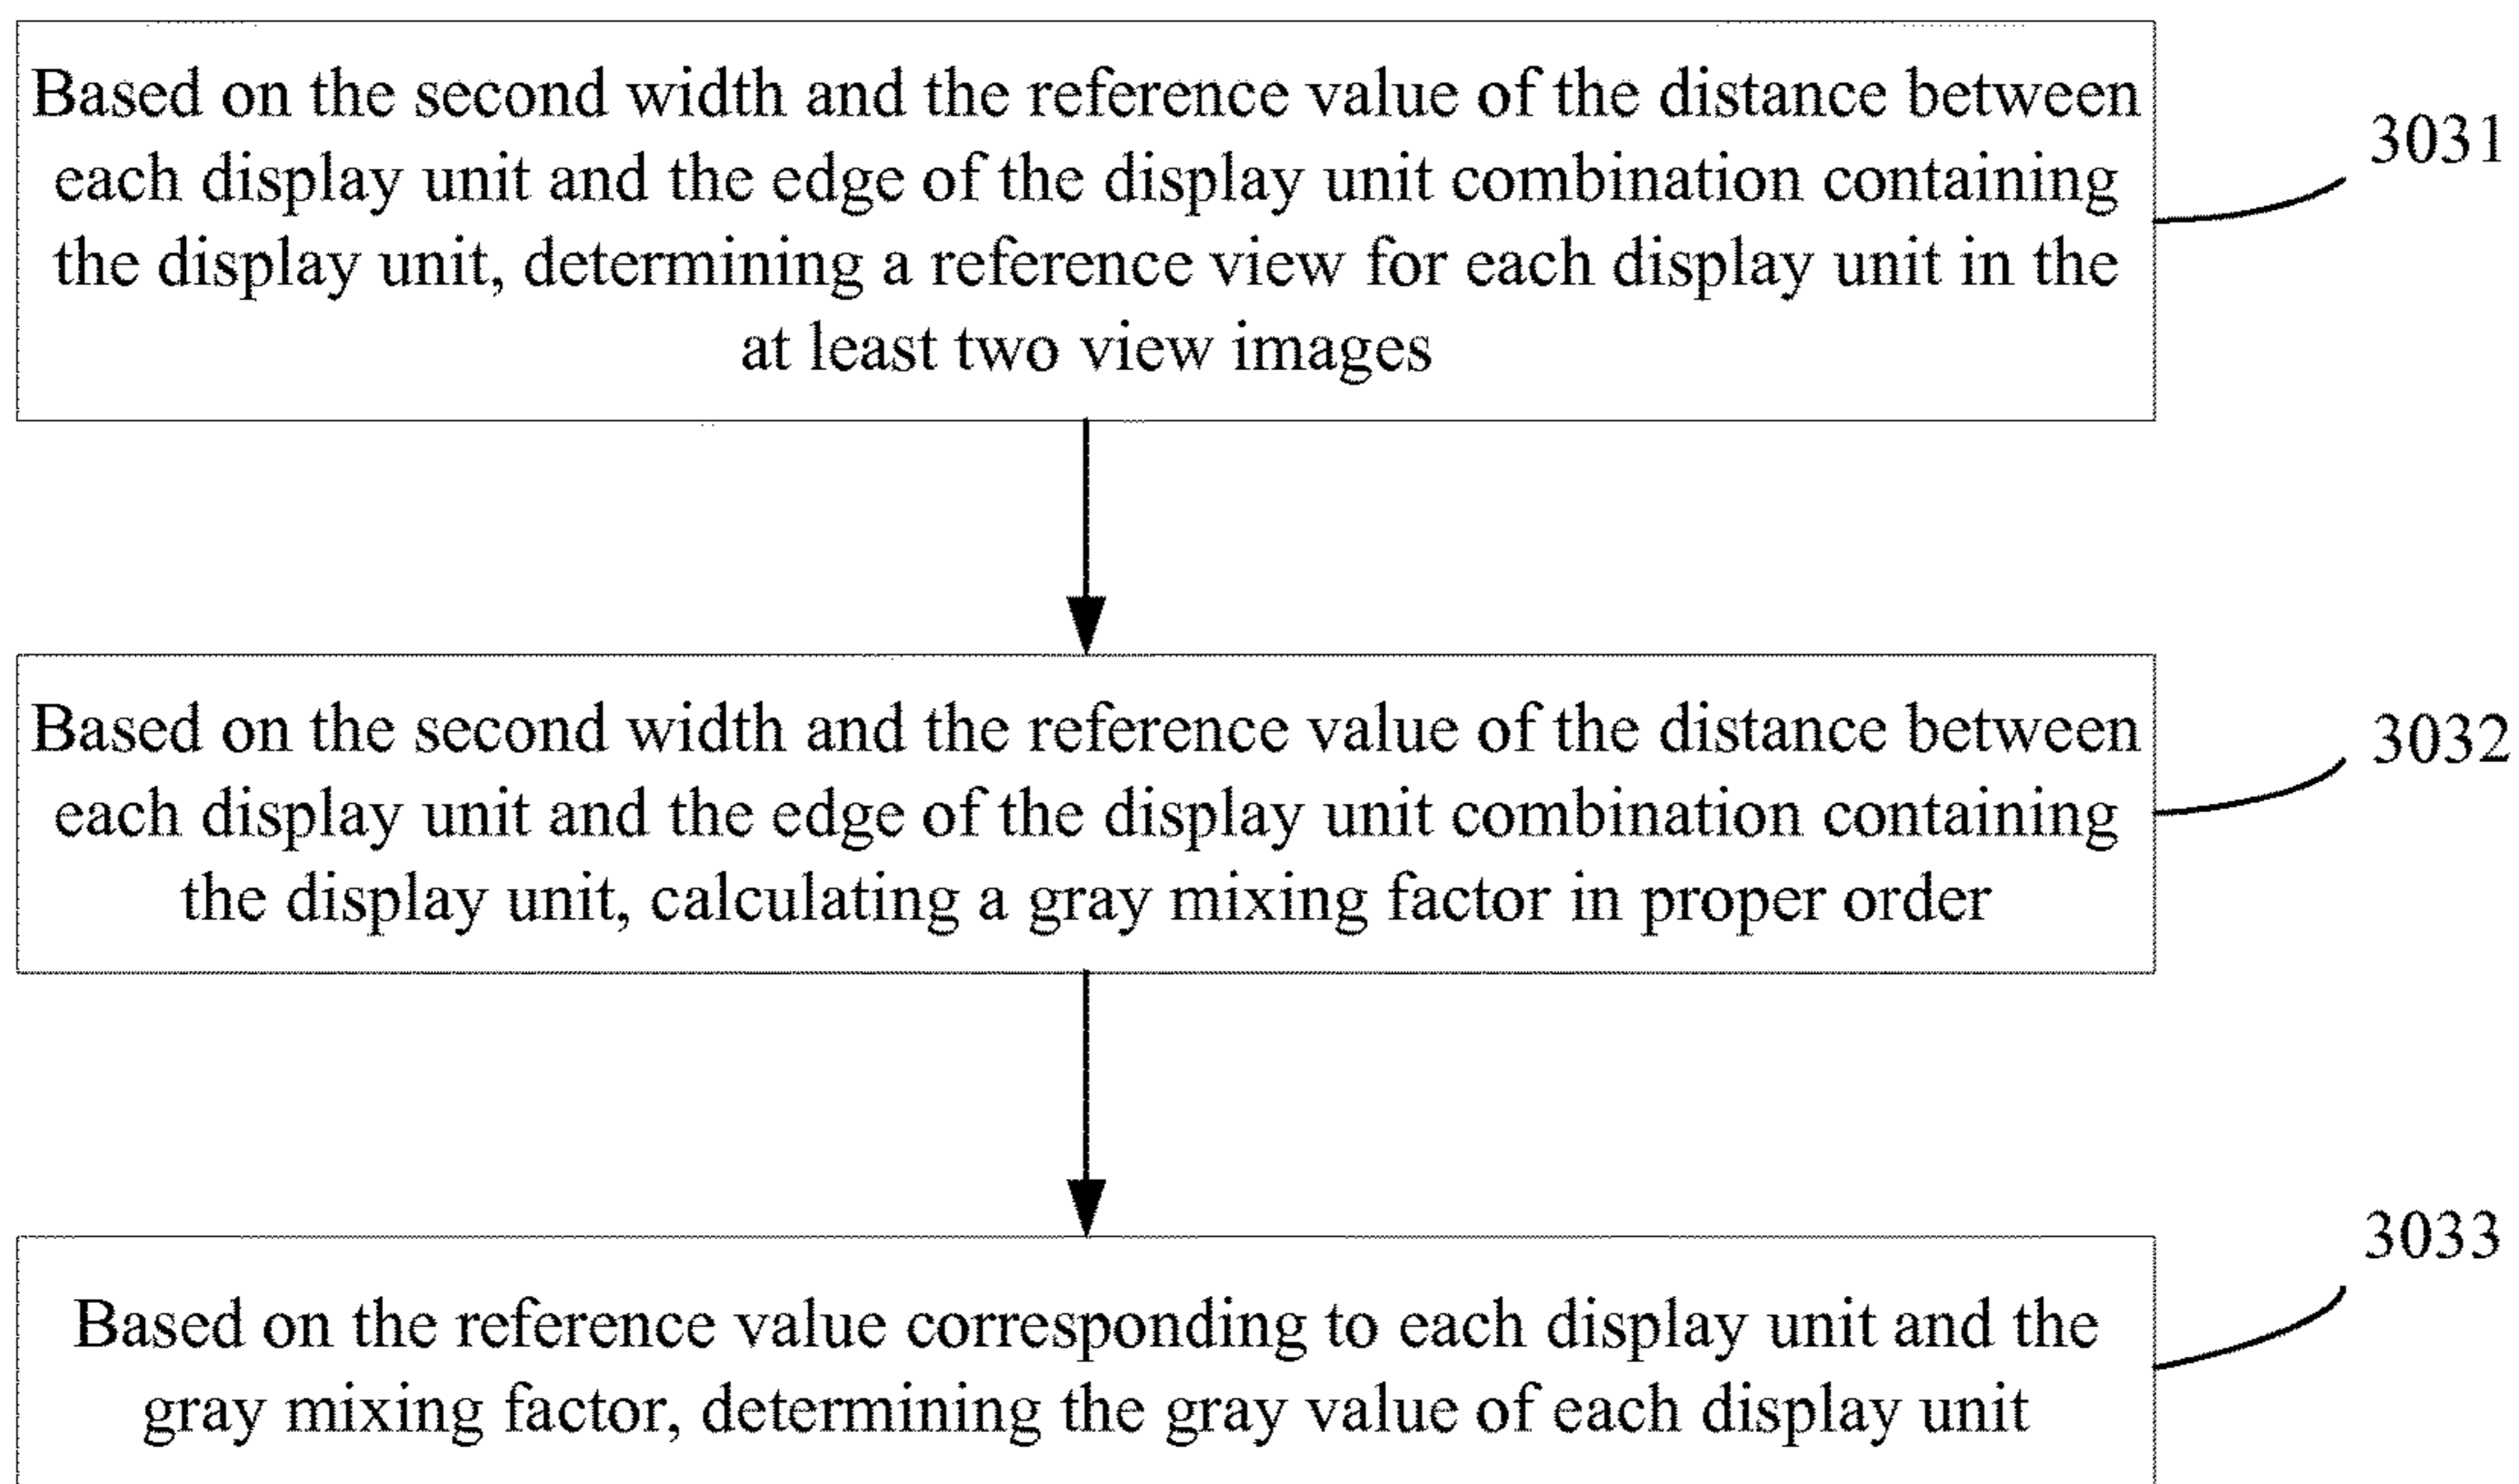 Based on the second width and the reference value of the distance between
each display unit and the edge of the display unit combination containing
the display unit, determining a reference view for each display unit in the
at least two view images
3031
Based on the second width and the reference value of the distance between
each display unit and the edge of the display unit combination containing
the display unit, calculating a gray mixing factor in proper order
3032
Based on the reference value corresponding to each display unit and the
gray mixing factor, determining the gray value of each display unit
3033